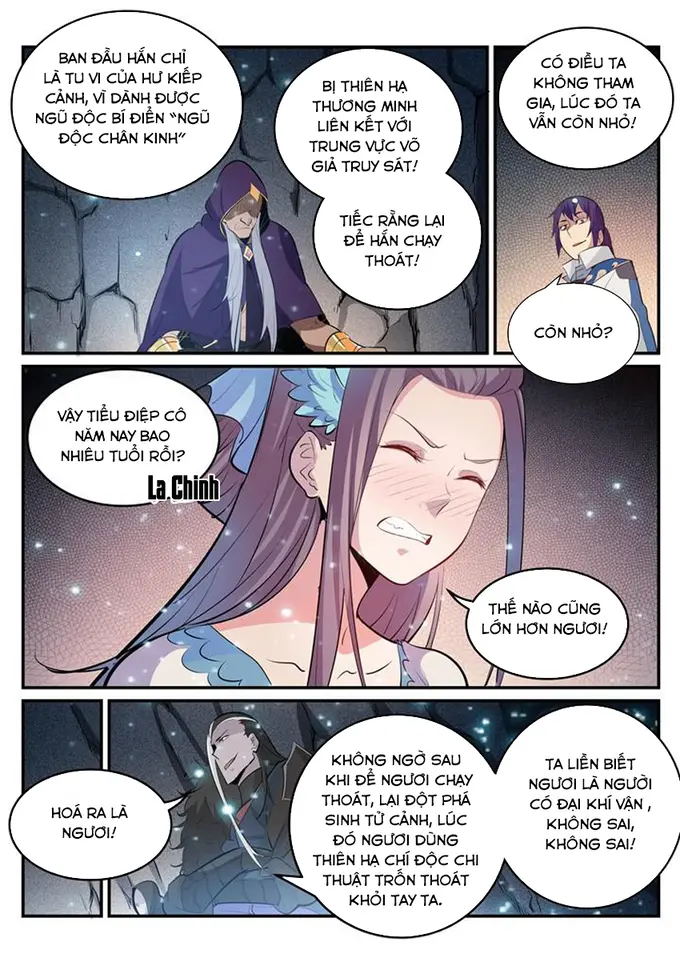 BAN ĐẦU HẮN CHỈ
LÀ TU VI CỦA HƯ KIẾP
CẢNH, VÌ DÀNH ĐƯỢC
NGŨ ĐỘC BÍ ĐIỂN "NGŨ
ĐỘC CHÂN KINH"
BỊ THIÊN HẠ
THƯƠNG MINH
LIÊN KẾT VỚI
TRUNG VỰC VÕ
GIẢ TRUY SÁT!
TIẾC RẰNG LẠI
ĐỂ HẮN CHẠY
THOÁT!
CÓ ĐIỀU TA
KHÔNG THAM
GIA, LÚC ĐÓ TA
VẪN CÒN NHỎ!
CÒN NHỎ?
VẬY TIỂU ĐIỆP CÔ
NĂM NAY BAO
NHIÊU TUỔI RỒI?
La Chinh
THẾ NÀO CŨNG
LỚN HƠN NGƯƠI!
HOÁ RA LÀ
NGƯƠI!
KHÔNG NGỜ SAU
KHI ĐỂ NGƯƠI CHẠY
THOÁT, LẠI ĐỘT PHÁ
SINH TỬ CẢNH, LÚC
ĐÓ NGƯƠI DÙNG
THIÊN HẠ CHÍ ĐỘC CHI
THUẬT TRỐN THOÁT
KHỎI TAY TA.
TA LIỀN BIẾT
NGƯƠI LÀ NGƯỜI
CÓ ĐẠI KHÍ VẬN ,
KHÔNG SAI,
KHÔNG SAI!